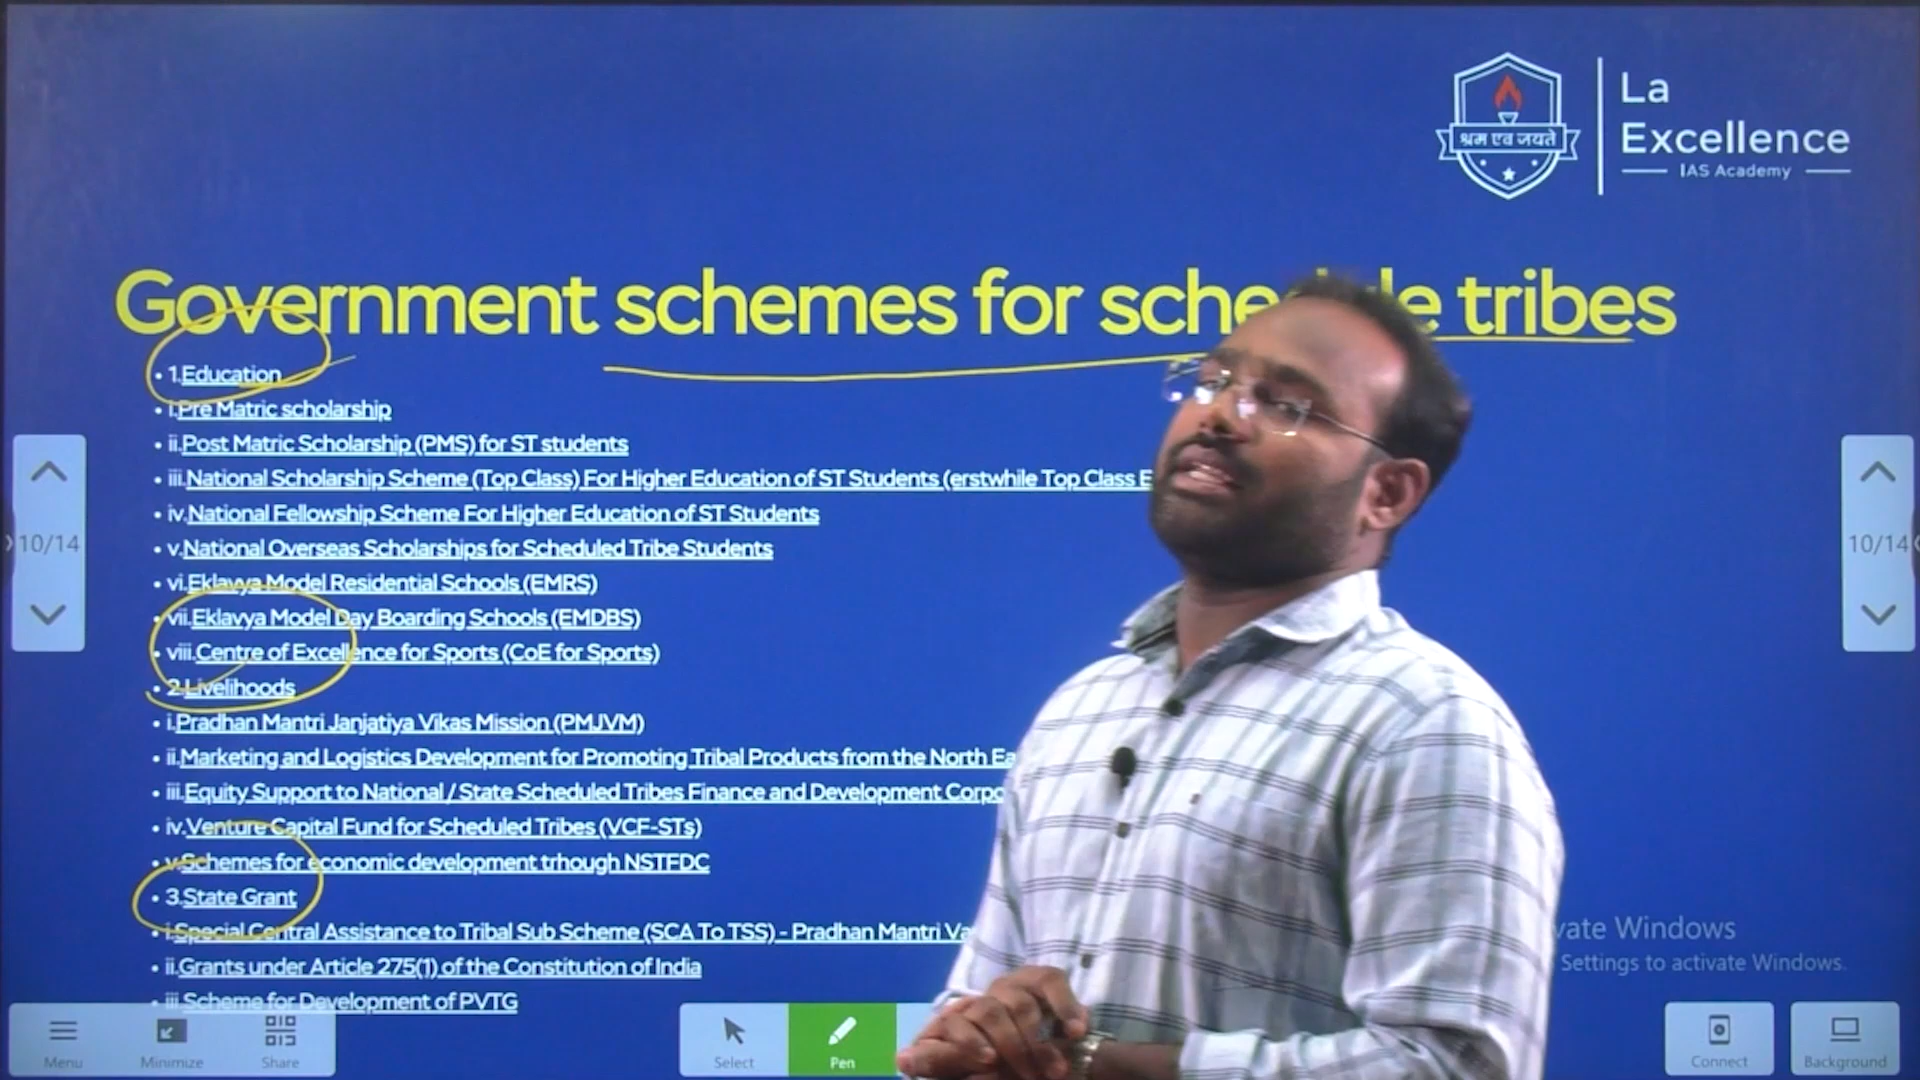 La
Excellence
IAS Academy
श्रम एव जयते
Government schemes for tribes
• 1.Education
• i.Pre Matric scholarship
• ii.Post Matric Scholarship (PMS) for ST students
• iii.National Scholarship Scheme (Top Class) For Higher Education of ST Students (erstwhile Top Class
• iv.National Fellowship Scheme For Higher Education of ST Students
• v.National Overseas Scholarships for Scheduled Tribe Students
• vi.Eklavya Model Residential Schools (EMRS)
• vii.Eklavya Model Day Boarding Schools (EMDBS)
10/14
10/14
• viii.Centre of Excellence for Sports (CoE for Sports)
• 2.Livelihoods
• i.Pradhan Mantri Janjatiya Vikas Mission (PMJVM)
• ii.Marketing and Logistics Development for Promoting Tribal Products from the North
• iii.Equity Support to National / State Scheduled Tribes Finance and Development
• iv.Venture Capital Fund for Scheduled Tribes (VCF-STs)
• v.Schemes for economic development trhough NSTFDC
• 3.State Grant
• i.Special Central Assistance to Tribal Sub Scheme (SCA To TSS) - Pradhan Mantri
• ii.Grants under Article 275(1) of the Constitution of India
• iii.Scheme for Development of PVTG
Windows
Settings to activate Windows.
Menu
Minimize
Share
Select
Pen
Connect
Background